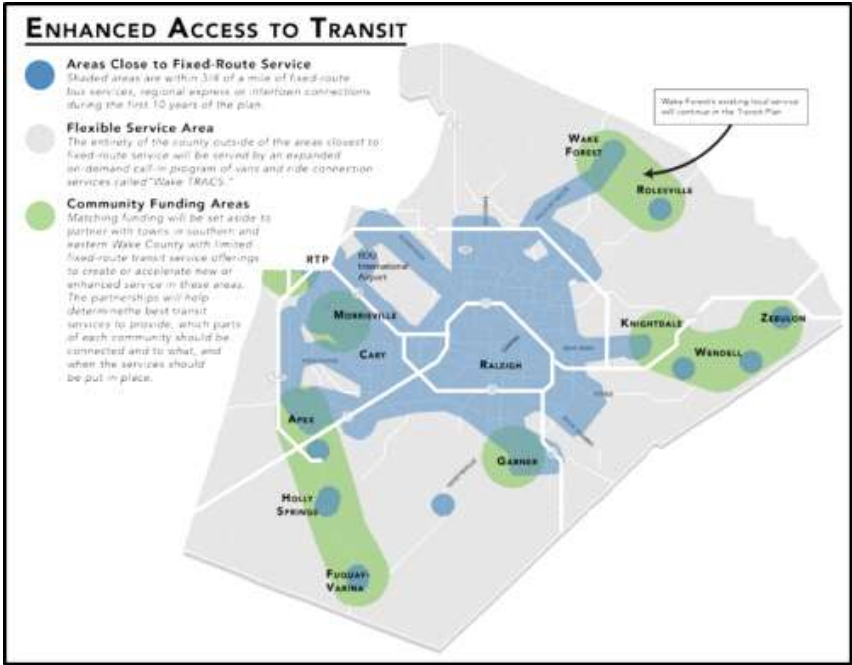 ENHANCED ACCESS TO TRANSIT
Areas Close to Fixed-Route Service
Shaded areas are within 3/4 of a mile of fixed-route
bus services, regional express or intertown connections
during the first 10 years of the plan.
Flexible Service Area
The entirety of the county outside of the areas closest to
fixed-route service will be served by an expanded
on-demand call-in program of vans and ride connection
services called "Wake TRACS."
Community Funding Areas
Matching funding will be set aside to
partner with towns in southern and
eastern Wake County with limited
fixed-route transit service offerings
to create or accelerate new or
enhanced service in these areas.
The partnerships will help
determinethe best transit
services to provide, which parts
of each community should be
connected and to what, and
when the services should
be put in place.
Wake Forest's existing local service
will continue in the Transit Plan
WAKE
FOREST
ROLESVILLE
RTP
RDU
International
Airport
MORRISVILLE
KNIGHTDALE
ZEBULON
WENDELL
CARY
RALEIGH
APEX
GARNER
HOLLY
SPRINGS
FUQUAY-
VARINA